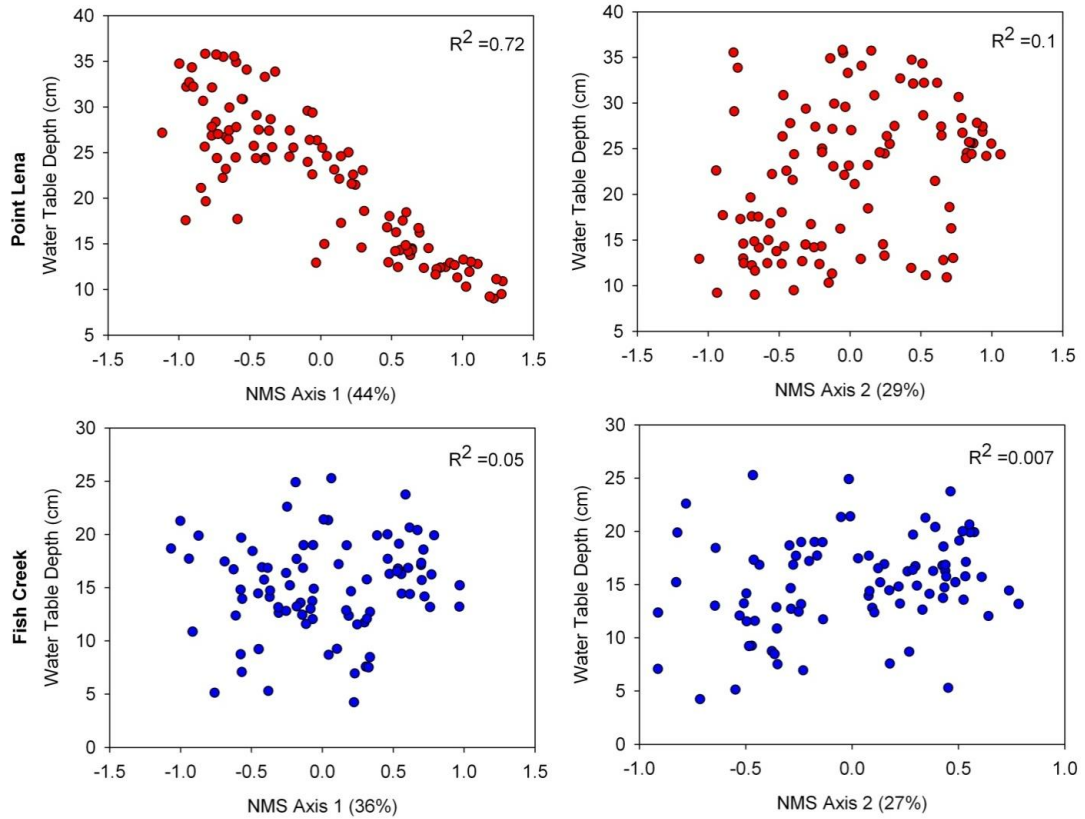 40
35
30
25
20
15
10
5
-1.5 -1.0 -0.5 0.0 0.5 1.0 1.5
R² =0.72
Point Lena
Water Table Depth (cm)
NMS Axis 1 (44%)
40
35
30
25
20
15
10
5
-1.5 -1.0 -0.5 0.0 0.5 1.0 1.5
R² =0.1
Water Table Depth (cm)
NMS Axis 2 (29%)
30
25
20
15
10
5
0
-1.5 -1.0 -0.5 0.0 0.5 1.0 1.5
R² =0.05
Fish Creek
Water Table Depth (cm)
NMS Axis 1 (36%)
30
25
20
15
10
5
0
-1.0 -0.5 0.0 0.5 1.0
R² =0.007
Water Table Depth (cm)
NMS Axis 2 (27%)